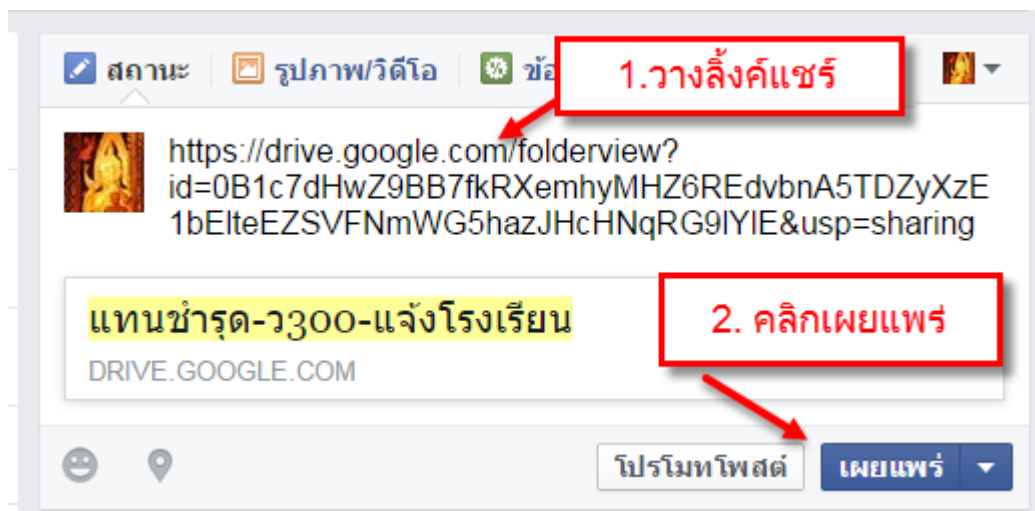 สถานะ รูปภาพ/วิดีโอ ข้อ
1.วางลิ้งค์แชร์
https://drive.google.com/folderview?
id=0B1c7dHwZ9BB7fkRXemhyMHZ6REdvbnA5TDZyXzE
1bElteEZSVFNmWG5hazJHcHNqRG9IYlE&usp=sharing
แทนชำรุด-ว300-แจ้งโรงเรียน
DRIVE.GOOGLE.COM
2. คลิกเผยแพร่
โปรโมทโพสต์ เผยแพร่